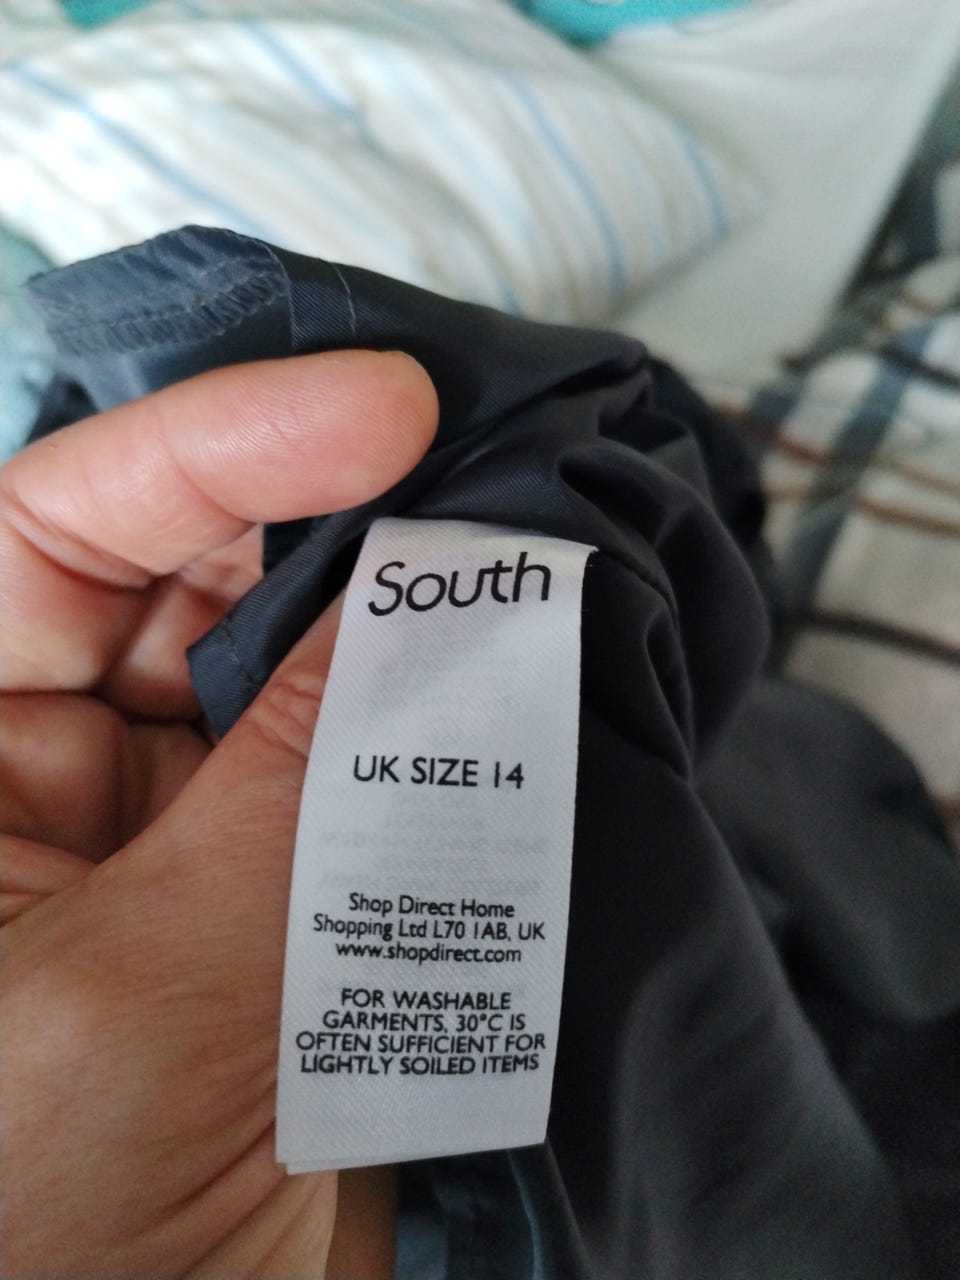 South
UK SIZE 14
Shop Direct Home
Shopping Ltd L70 1AB, UK
www.shopdirect.com
FOR WASHABLE
GARMENTS, 30°C IS
OFTEN SUFFICIENT FOR
LIGHTLY SOILED ITEMS